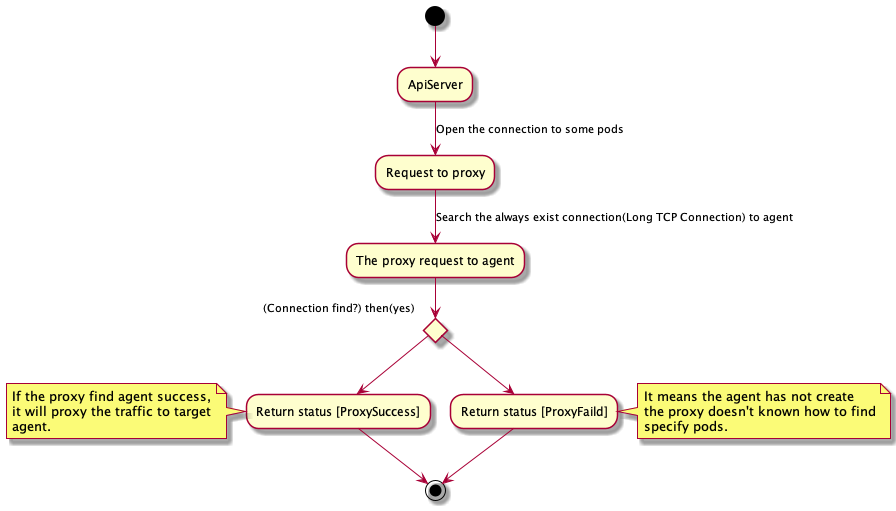 ApiServer
Open the connection to some pods
Request to proxy
Search the always exist connection(Long TCP Connection) to agent
The proxy request to agent
(Connection find?) then(yes)
If the proxy find agent success,
it will proxy the traffic to target
agent.
Return status [ProxySuccess]
Return status [ProxyFaild]
It means the agent has not create
the proxy doesn't known how to find
specify pods.